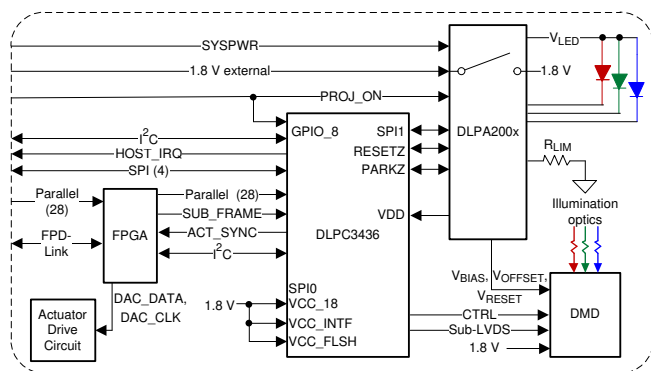 SYSPWR
1.8 V external
PROJ_ON
I²C
HOST_IRQ
SPI (4)
Parallel
(28)
FPD-
Link
FPGA
Parallel (28)
SUB_FRAME
ACT_SYNC
I²C
DAC_DATA,
DAC_CLK
Actuator
Drive
Circuit
GPIO_8
SPI1
RESETZ
PARKZ
VDD
DLPC3436
SPI0
1.8 V
VCC_18
VCC_INTF
VCC_FLSH
DLPA200x
VLED
1.8 V
RLIM
Illumination
optics
VBIAS, VOFFSET,
VRESET
CTRL
Sub-LVDS
1.8 V
DMD